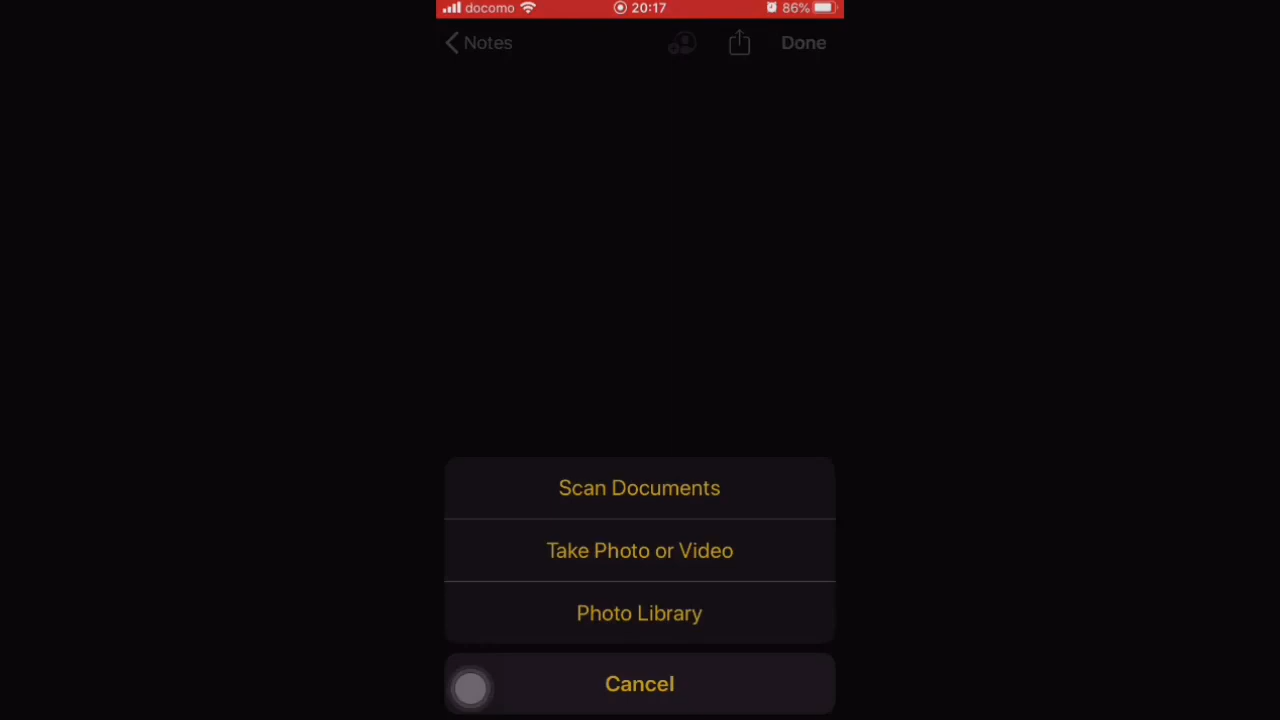 docomo 20:17 86%
Notes Done
Scan Documents
Take Photo or Video
Photo Library
Cancel